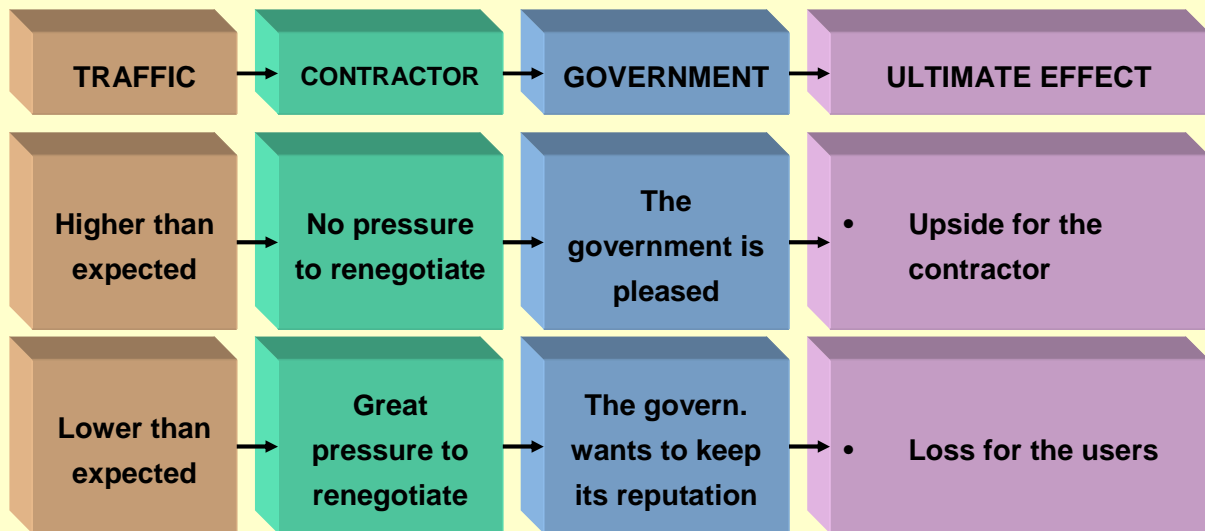 TRAFFIC
CONTRACTOR
GOVERNMENT
ULTIMATE EFFECT
Higher than
expected
No pressure
to renegotiate
The
government is
pleased
• Upside for the
contractor
Lower than
expected
Great
pressure to
renegotiate
The govern.
wants to keep
its reputation
• Loss for the users